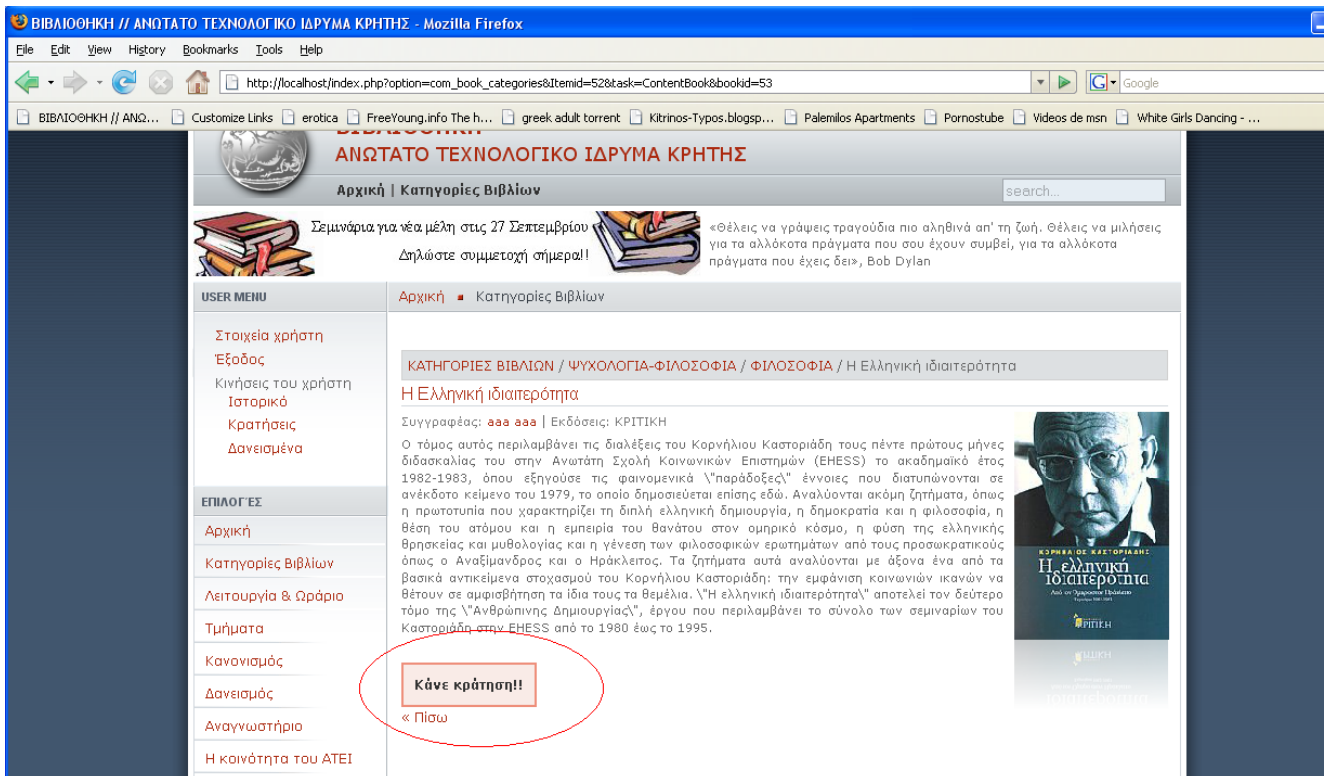 ΒΙΒΛΙΟΘΗΚΗ // ΑΝΩΤΑΤΟ ΤΕΧΝΟΛΟΓΙΚΟ ΙΔΡΥΜΑ ΚΡΗΤΗΣ - Mozilla Firefox
File Edit View History Bookmarks Tools Help
http://localhost/index.php?option=com_book_categories&Itemid=52&task=ContentBook&bookid=53
G Google
ΒΙΒΛΙΟΘΗΚΗ // ΑΝΩ... Customize Links erotica FreeYoung.info The h... greek adult torrent Kitrinos-Typos.blogsp... Palemilos Apartments Pornostube Videos de msn White Girls Dancing - ...
ΒΙΒΛΙΟΘΗΚΗ
ΑΝΩΤΑΤΟ ΤΕΧΝΟΛΟΓΙΚΟ ΙΔΡΥΜΑ ΚΡΗΤΗΣ
Αρχική | Κατηγορίες Βιβλίων
search...
Σεμινάρια για νέα μέλη στις 27 Σεπτεμβρίου
Δηλώστε συμμετοχή σήμερα!!
«Θέλεις να γράψεις τραγούδια πιο αληθινά απ' τη ζωή. Θέλεις να μιλήσεις
για τα αλλόκοτα πράγματα που σου έχουν συμβεί, για τα αλλόκοτα
πράγματα που έχεις δει», Bob Dylan
USER MENU
Στοιχεία χρήστη
Έξοδος
Κινήσεις του χρήστη
Ιστορικό
Κρατήσεις
Δανεισμένα
ΕΠΙΛΟΓΈΣ
Αρχική
Κατηγορίες Βιβλίων
Λειτουργία & Ωράριο
Τμήματα
Κανονισμός
Δανεισμός
Αναγνωστήριο
Η κοινότητα του ΑΤΕΙ
Αρχική Κατηγορίες Βιβλίων
ΚΑΤΗΓΟΡΙΕΣ ΒΙΒΛΙΩΝ / ΨΥΧΟΛΟΓΙΑ-ΦΙΛΟΣΟΦΙΑ / ΦΙΛΟΣΟΦΙΑ / Η Ελληνική ιδιαιτερότητα
Η Ελληνική ιδιαιτερότητα
Συγγραφέας: aaa aaa | Εκδόσεις: ΚΡΙΤΙΚΗ
Ο τόμος αυτός περιλαμβάνει τις διαλέξεις του Κορνήλιου Καστοριάδη τους πέντε πρώτους μήνες
διδασκαλίας του στην Ανωτάτη Σχολή Κοινωνικών Επιστημών (EHESS) το ακαδημαϊκό έτος
1982-1983, όπου εξηγούσε τις φαινομενικά \"παράδοξες\" έννοιες που διατυπώνονται σε
ανέκδοτο κείμενο του 1979, το οποίο δημοσιεύεται επίσης εδώ. Αναλύονται ακόμη ζητήματα, όπως
η πρωτοτυπία που χαρακτηρίζει τη διπλή ελληνική δημιουργία, η δημοκρατία και η φιλοσοφία, η
θέση του ατόμου και η εμπειρία του θανάτου στον ομηρικό κόσμο, η φύση της ελληνικής
θρησκείας και μυθολογίας και η γένεση των φιλοσοφικών ερωτημάτων από τους προσωκρατικούς
όπως ο Αναξίμανδρος και ο Ηράκλειτος. Τα ζητήματα αυτά αναλύονται με άξονα ένα από τα
βασικά αντικείμενα στοχασμού του Κορνήλιου Καστοριάδη: την εμφάνιση κοινωνιών ικανών να
θέτουν σε αμφισβήτηση τα ίδια τους τα θεμέλια. \"Η ελληνική ιδιαιτερότητα\" αποτελεί τον δεύτερο
τόμο της \"Ανθρώπινης Δημιουργίας\", έργου που περιλαμβάνει το σύνολο των σεμιναρίων του
Καστοριάδη στην EHESS από το 1980 έως το 1995.
ΚΟΡΝΗΛΙΟΣ ΚΑΣΤΟΡΙΑΔΗΣ
Η ελληνική
ιδιαιτερότητα
Από τον Όμηρο στον Ηράκλειτο
ΚΡΙΤΙΚΗ
Κάνε κράτηση!!
« Πίσω